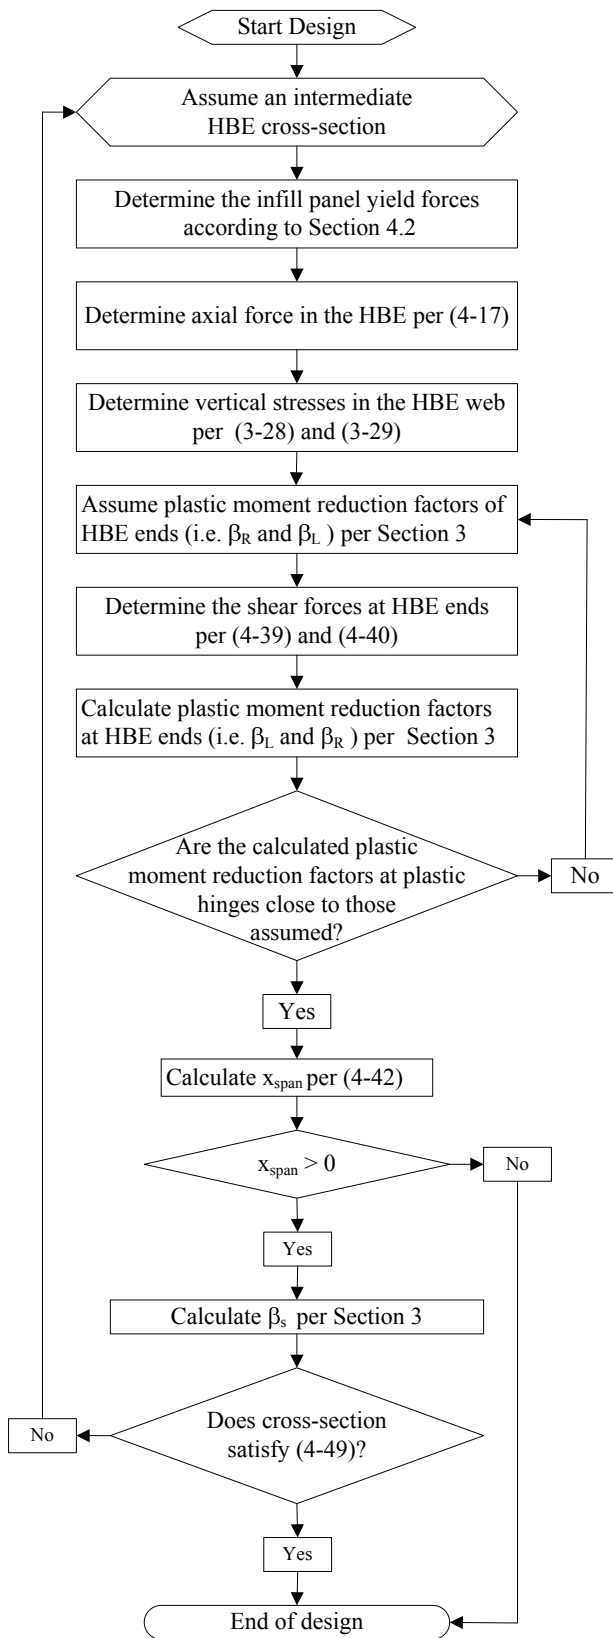 Start Design
Assume an intermediate
HBE cross-section
Determine the infill panel yield forces
according to Section 4.2
Determine axial force in the HBE per (4-17)
Determine vertical stresses in the HBE web
per (3-28) and (3-29)
Assume plastic moment reduction factors of
HBE ends (i.e. βR and βL ) per Section 3
Determine the shear forces at HBE ends
per (4-39) and (4-40)
Calculate plastic moment reduction factors
at HBE ends (i.e. βL and βR ) per Section 3
Are the calculated plastic
moment reduction factors at plastic
hinges close to those
assumed?
No
Yes
Calculate xspan per (4-42)
xspan > 0
No
Yes
Calculate βs per Section 3
Does cross-section
satisfy (4-49)?
No
Yes
End of design